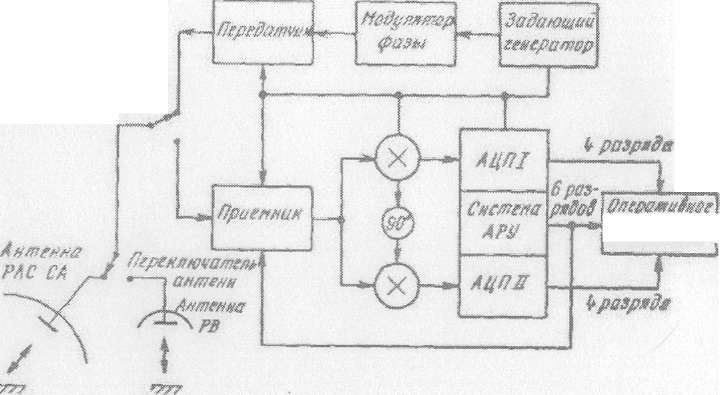 Передатчик
Модулятор
фазы
Задающий
генератор
АЦП I
4 разряда
Приемник
90°
Система
АРУ
6 раз-
рядов
Оперативное
Антенна
РЛС СА
Переключатель
антенн
АЦП II
4 разряда
Антенна
РВ